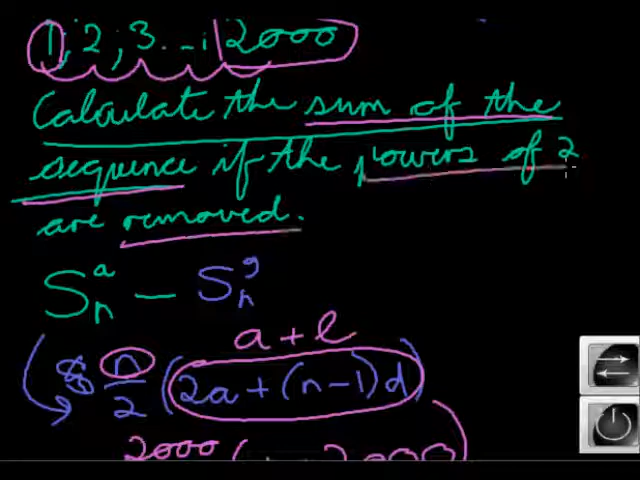 1; 2; 3...; 2000
Calculate the sum of the
sequence if the powers of 2
are removed.
S_n^a - S_n^g
a + l
n/2 (2a + (n-1)d)
2000